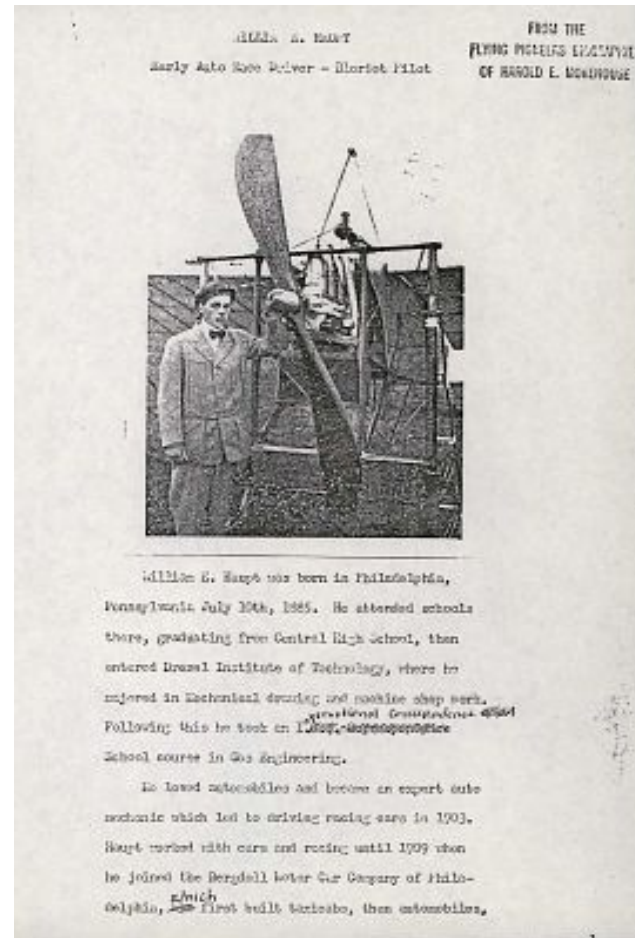 WILLIAM E. HAUPT
Early Auto Race Driver - Bleriot Pilot
FROM THE
FLYING PIONEERS BIOGRAPHIES
OF HAROLD E. MOREHOUSE
William E. Haupt was born in Philadelphia,
Pennsylvania July 10th, 1885. He attended schools
there, graduating from Central High School, then
entered Drexel Institute of Technology, where he
majored in Mechanical drawing and machine shop work.
Following this he took an International Correspondence
School course in Gas Engineering.
He loved automobiles and became an expert auto
mechanic which led to driving racing cars in 1903.
Haupt worked with cars and racing until 1909 when
he joined the Bergdoll Motor Car Company of Phila-
delphia, which first built taxicabs, then automobiles.